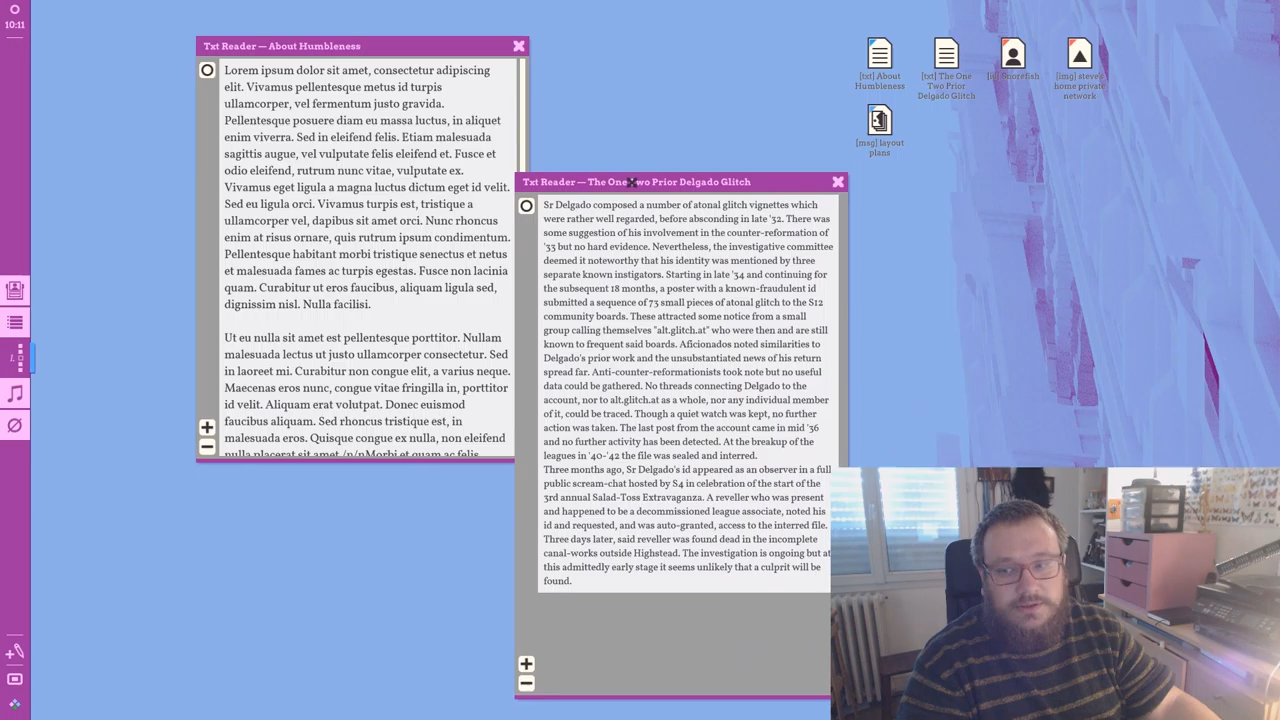 10:11
Txt Reader — About Humbleness
Lorem ipsum dolor sit amet, consectetur adipiscing
elit. Vivamus pellentesque metus id turpis
ullamcorper, vel fermentum justo gravida.
Pellentesque posuere diam eu massa luctus, in aliquet
enim viverra. Sed in eleifend felis. Etiam malesuada
sagittis augue, vel vulputate felis eleifend et. Fusce et
odio eleifend, rutrum nunc vitae, vulputate ex.
Vivamus eget ligula a magna luctus dictum eget id velit.
Sed eu ligula orci. Vivamus turpis est, tristique a
ullamcorper vel, dapibus sit amet orci. Nunc rhoncus
enim at risus ornare, quis rutrum ipsum condimentum.
Pellentesque habitant morbi tristique senectus et netus
et malesuada fames ac turpis egestas. Fusce non lacinia
quam. Curabitur ut eros faucibus, aliquam ligula sed,
dignissim nisl. Nulla facilisi.
Ut eu nulla sit amet est pellentesque porttitor. Nullam
malesuada lectus ut justo ullamcorper consectetur. Sed
in laoreet mi. Curabitur non congue elit, a varius neque.
Maecenas eros nunc, congue vitae fringilla in, porttitor
id velit. Aliquam erat volutpat. Donec euismod
faucibus aliquam. Sed rhoncus tristique est, in
malesuada eros. Quisque congue ex nulla, non eleifend
nulla placerat sit amet./n/nMorbi et quam ac felis
Txt Reader — The One Two Prior Delgado Glitch
Sr Delgado composed a number of atonal glitch vignettes which
were rather well regarded, before absconding in late '32. There was
some suggestion of his involvement in the counter-reformation of
'33 but no hard evidence. Nevertheless, the investigative committee
deemed it noteworthy that his identity was mentioned by three
separate known instigators. Starting in late '34 and continuing for
the subsequent 18 months, a poster with a known-fraudulent id
submitted a sequence of 73 small pieces of atonal glitch to the S12
community boards. These attracted some notice from a small
group calling themselves "alt.glitch.at" who were then and are still
known to frequent said boards. Aficionados noted similarities to
Delgado's prior work and the unsubstantiated news of his return
spread far. Anti-counter-reformationists took note but no useful
data could be gathered. No threads connecting Delgado to the
account, nor to alt.glitch.at as a whole, nor any individual member
of it, could be traced. Though a quiet watch was kept, no further
action was taken. The last post from the account came in mid '36
and no further activity has been detected. At the breakup of the
leagues in '40-'42 the file was sealed and interred.
Three months ago, Sr Delgado's id appeared as an observer in a full
public scream-chat hosted by S4 in celebration of the start of the
3rd annual Salad-Toss Extravaganza. A reveller who was present
and happened to be a decommissioned league associate, noted his
id and requested, and was auto-granted, access to the interred file.
Three days later, said reveller was found dead in the incomplete
canal-works outside Highstead. The investigation is ongoing but at
this admittedly early stage it seems unlikely that a culprit will be
found.
[txt] About
Humbleness
[txt] The One
Two Prior
Delgado Glitch
Snorefish
[img] steve's
home private
network
[msg] layout
plans